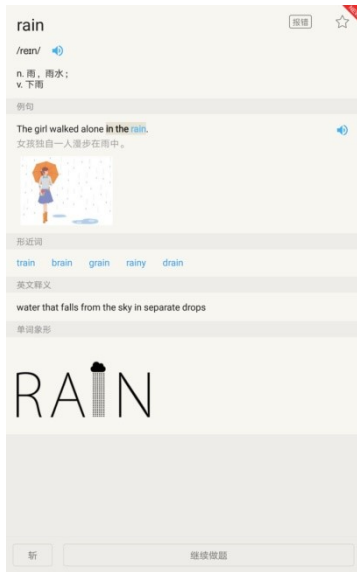 rain
报错
/reɪn/
n. 雨，雨水；
v. 下雨
例句
The girl walked alone in the rain.
女孩独自一人漫步在雨中。
形近词
train brain grain rainy drain
英文释义
water that falls from the sky in separate drops
单词象形
RAIN
斩 继续做题